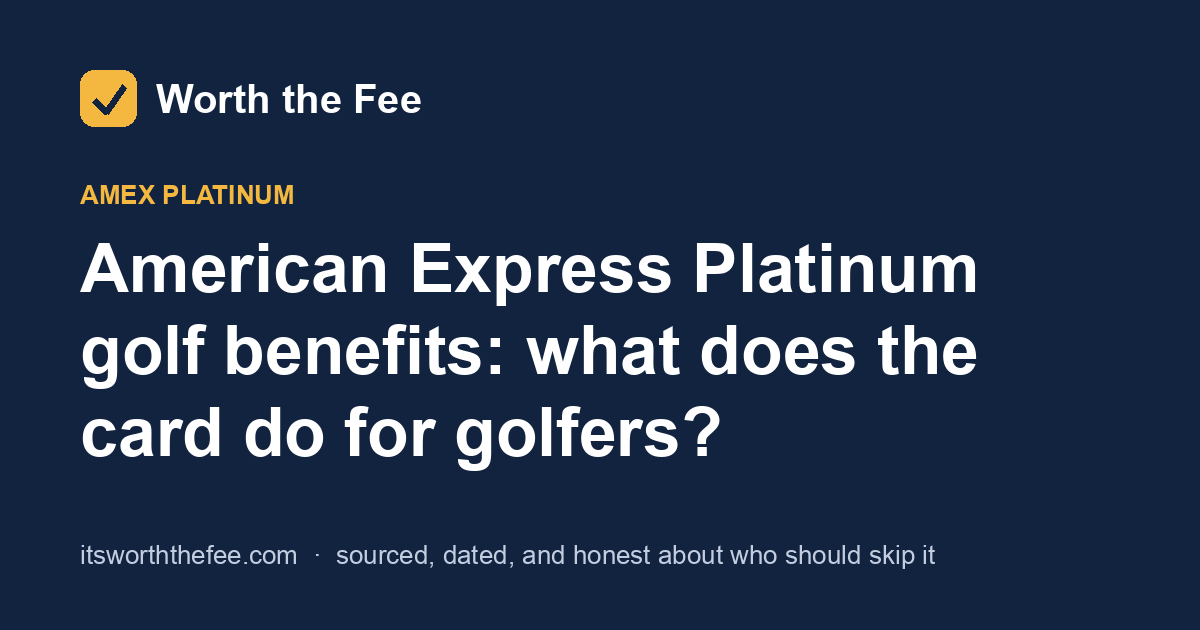 Worth the Fee
AMEX PLATINUM
American Express Platinum
golf benefits: what does the
card do for golfers?
itsworththefee.com · sourced, dated, and honest about who should skip it